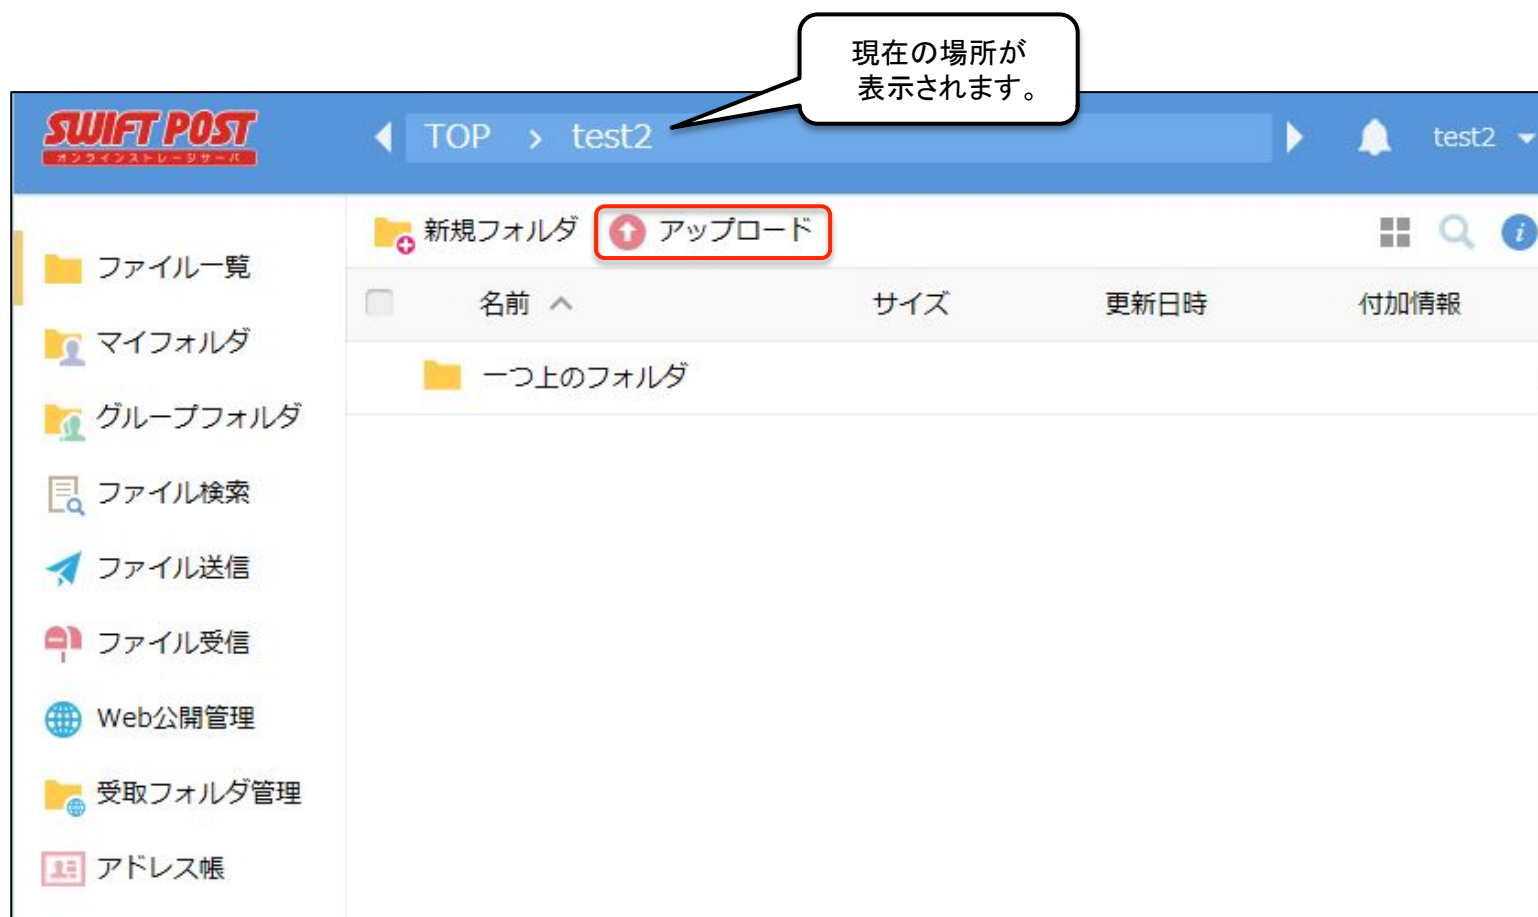 現在の場所が
表示されます。
SWIFT POST
オンラインストレージサーバ
TOP > test2
test2
新規フォルダ
アップロード
ファイル一覧
名前
サイズ
更新日時
付加情報
マイフォルダ
一つ上のフォルダ
グループフォルダ
ファイル検索
ファイル送信
ファイル受信
Web公開管理
受取フォルダ管理
アドレス帳